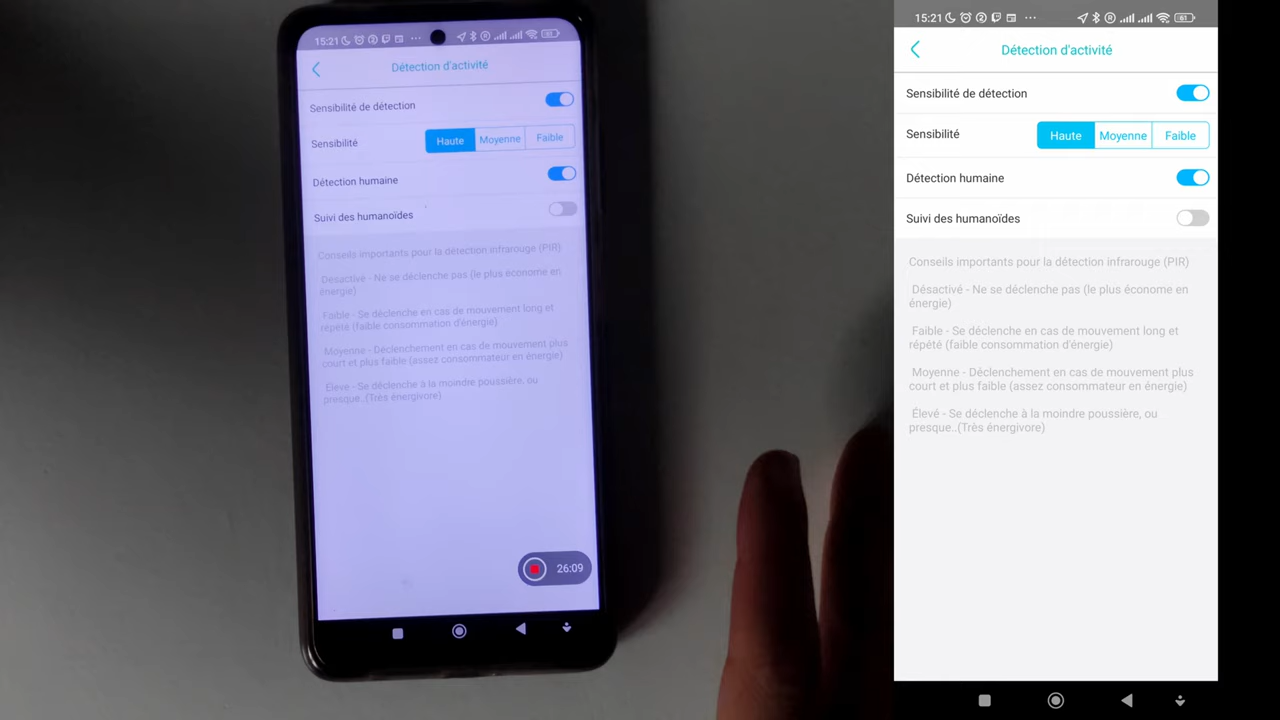 15:21
Détection d'activité
Sensibilité de détection
Sensibilité
Haute
Moyenne
Faible
Détection humaine
Suivi des humanoïdes
Conseils importants pour la détection infrarouge (PIR)
Désactivé - Ne se déclenche pas (le plus économe en
énergie)
Faible - Se déclenche en cas de mouvement long et
répété (faible consommation d'énergie)
Moyenne - Déclenchement en cas de mouvement plus
court et plus faible (assez consommateur en énergie)
Élevé - Se déclenche à la moindre poussière, ou
presque..(Très énergivore)
26:09
15:21
61
Détection d'activité
Sensibilité de détection
Sensibilité
Haute
Moyenne
Faible
Détection humaine
Suivi des humanoïdes
Conseils importants pour la détection infrarouge (PIR)
Désactivé - Ne se déclenche pas (le plus économe en
énergie)
Faible - Se déclenche en cas de mouvement long et
répété (faible consommation d'énergie)
Moyenne - Déclenchement en cas de mouvement plus
court et plus faible (assez consommateur en énergie)
Élevé - Se déclenche à la moindre poussière, ou
presque..(Très énergivore)